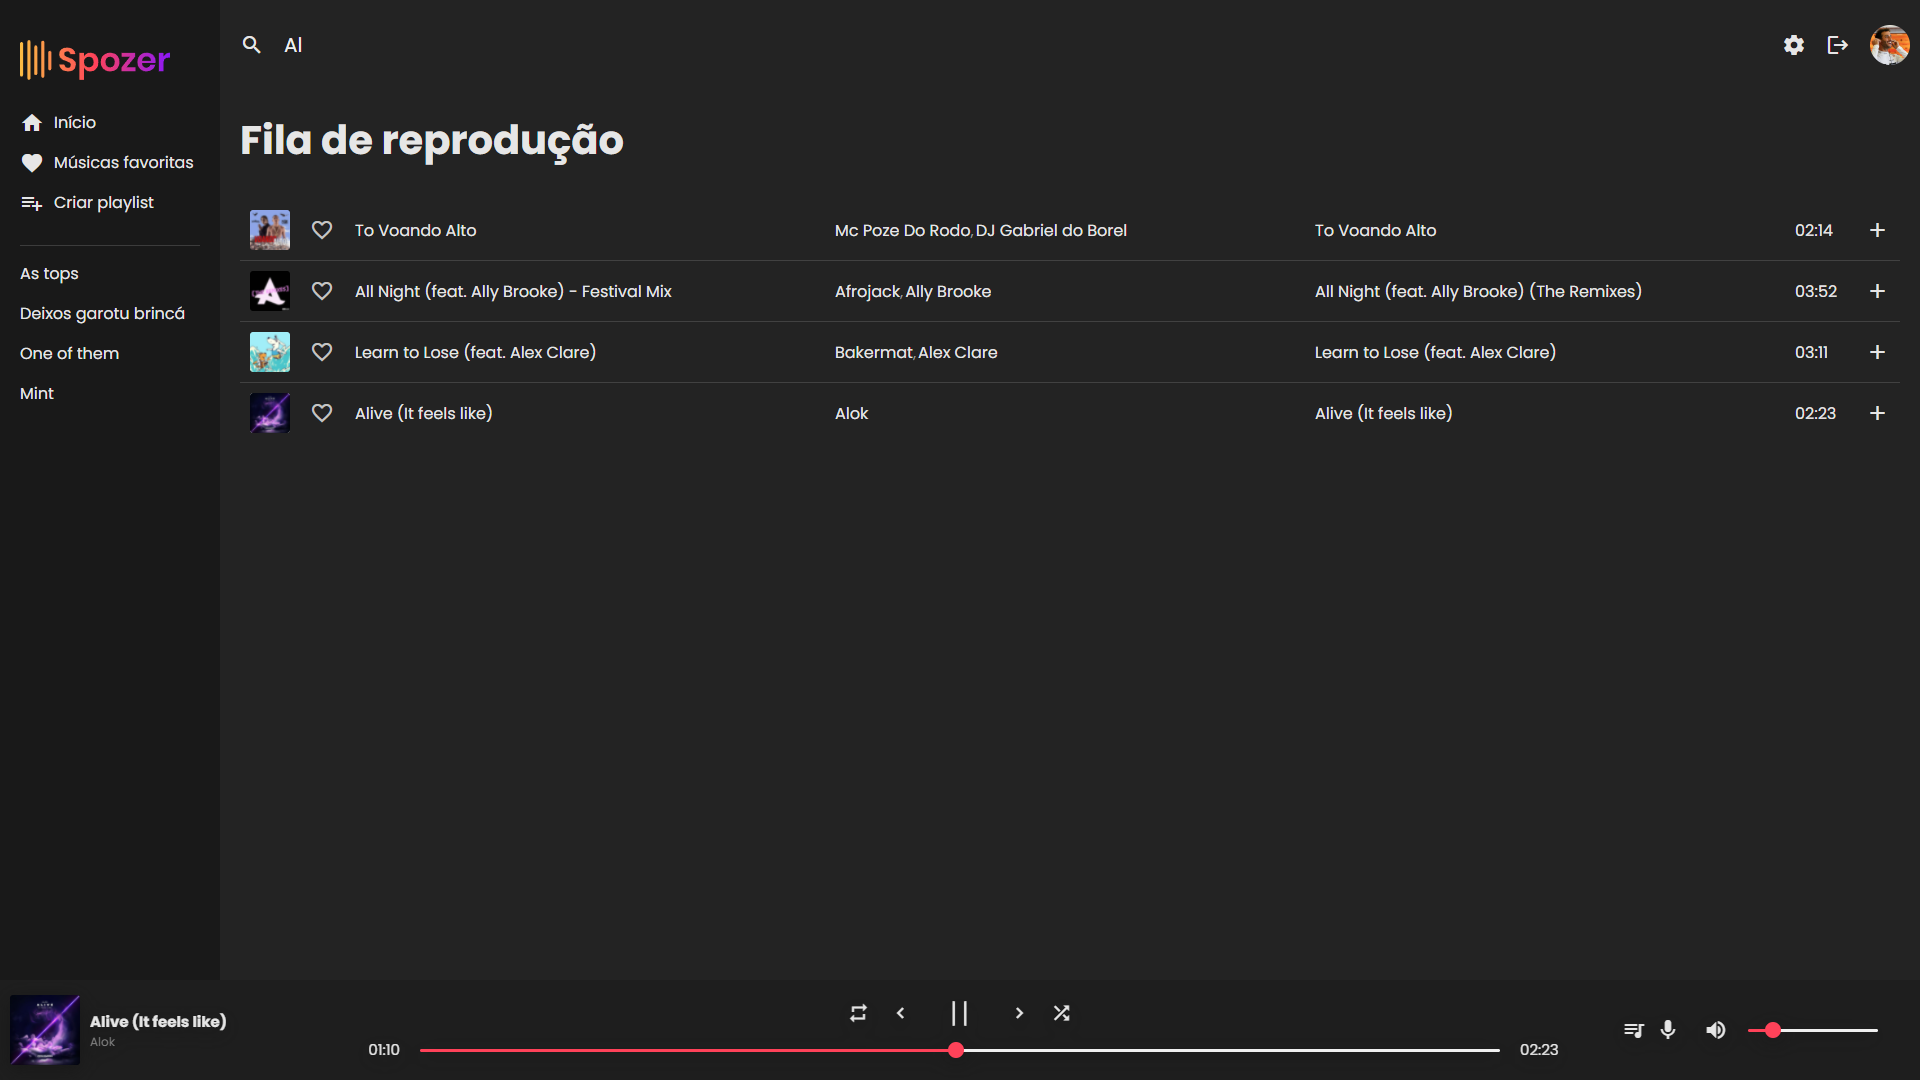 Spozer
Início
Músicas favoritas
Criar playlist
As tops
Deixos garotu brincá
One of them
Mint
Al
Fila de reprodução
To Voando Alto Mc Poze Do Rodo, DJ Gabriel do Borel To Voando Alto 02:14
All Night (feat. Ally Brooke) - Festival Mix Afrojack, Ally Brooke All Night (feat. Ally Brooke) (The Remixes) 03:52
Learn to Lose (feat. Alex Clare) Bakermat, Alex Clare Learn to Lose (feat. Alex Clare) 03:11
Alive (It feels like) Alok Alive (It feels like) 02:23
Alive (It feels like)
Alok
01:10 02:23